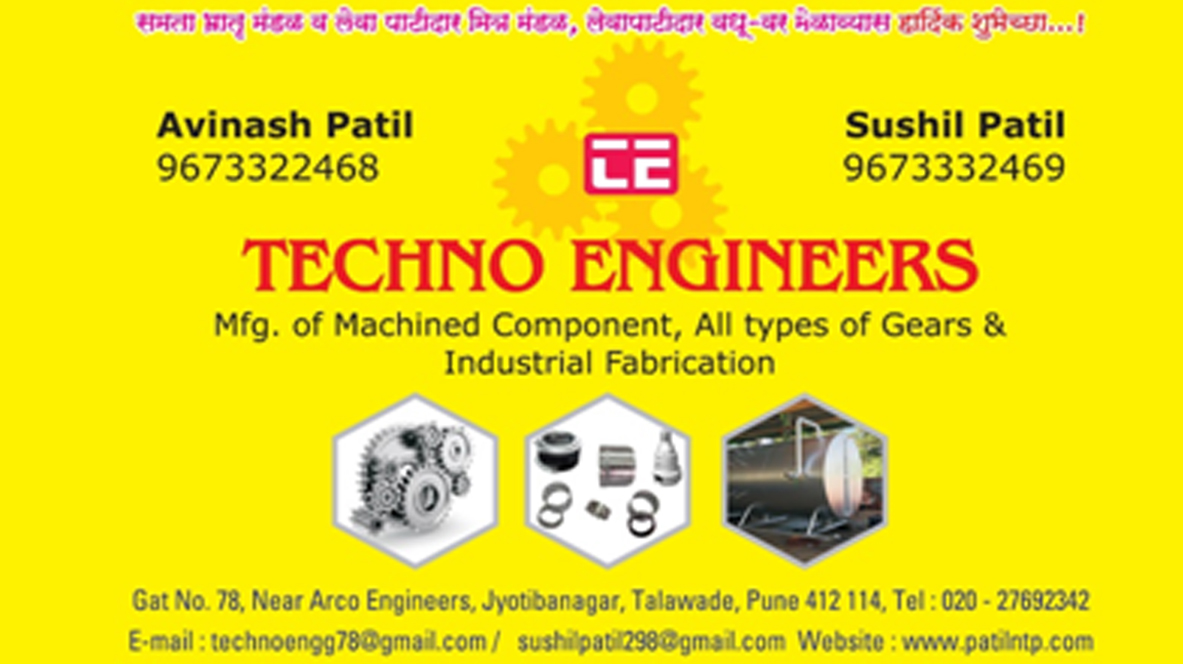 समता भ्रातृ मंडळ व लेवा पाटीदार मित्र मंडळ, लेवापाटीदार वधू-वर मेळाव्यास हार्दिक शुभेच्छा...!
Avinash Patil
9673322468
Sushil Patil
9673332469
TE
TECHNO ENGINEERS
Mfg. of Machined Component, All types of Gears &
Industrial Fabrication
Gat No. 78, Near Arco Engineers, Jyotibanagar, Talawade, Pune 412 114, Tel : 020 - 27692342
E-mail : technoengg78@gmail.com / sushilpatil298@gmail.com Website : www.patilntp.com